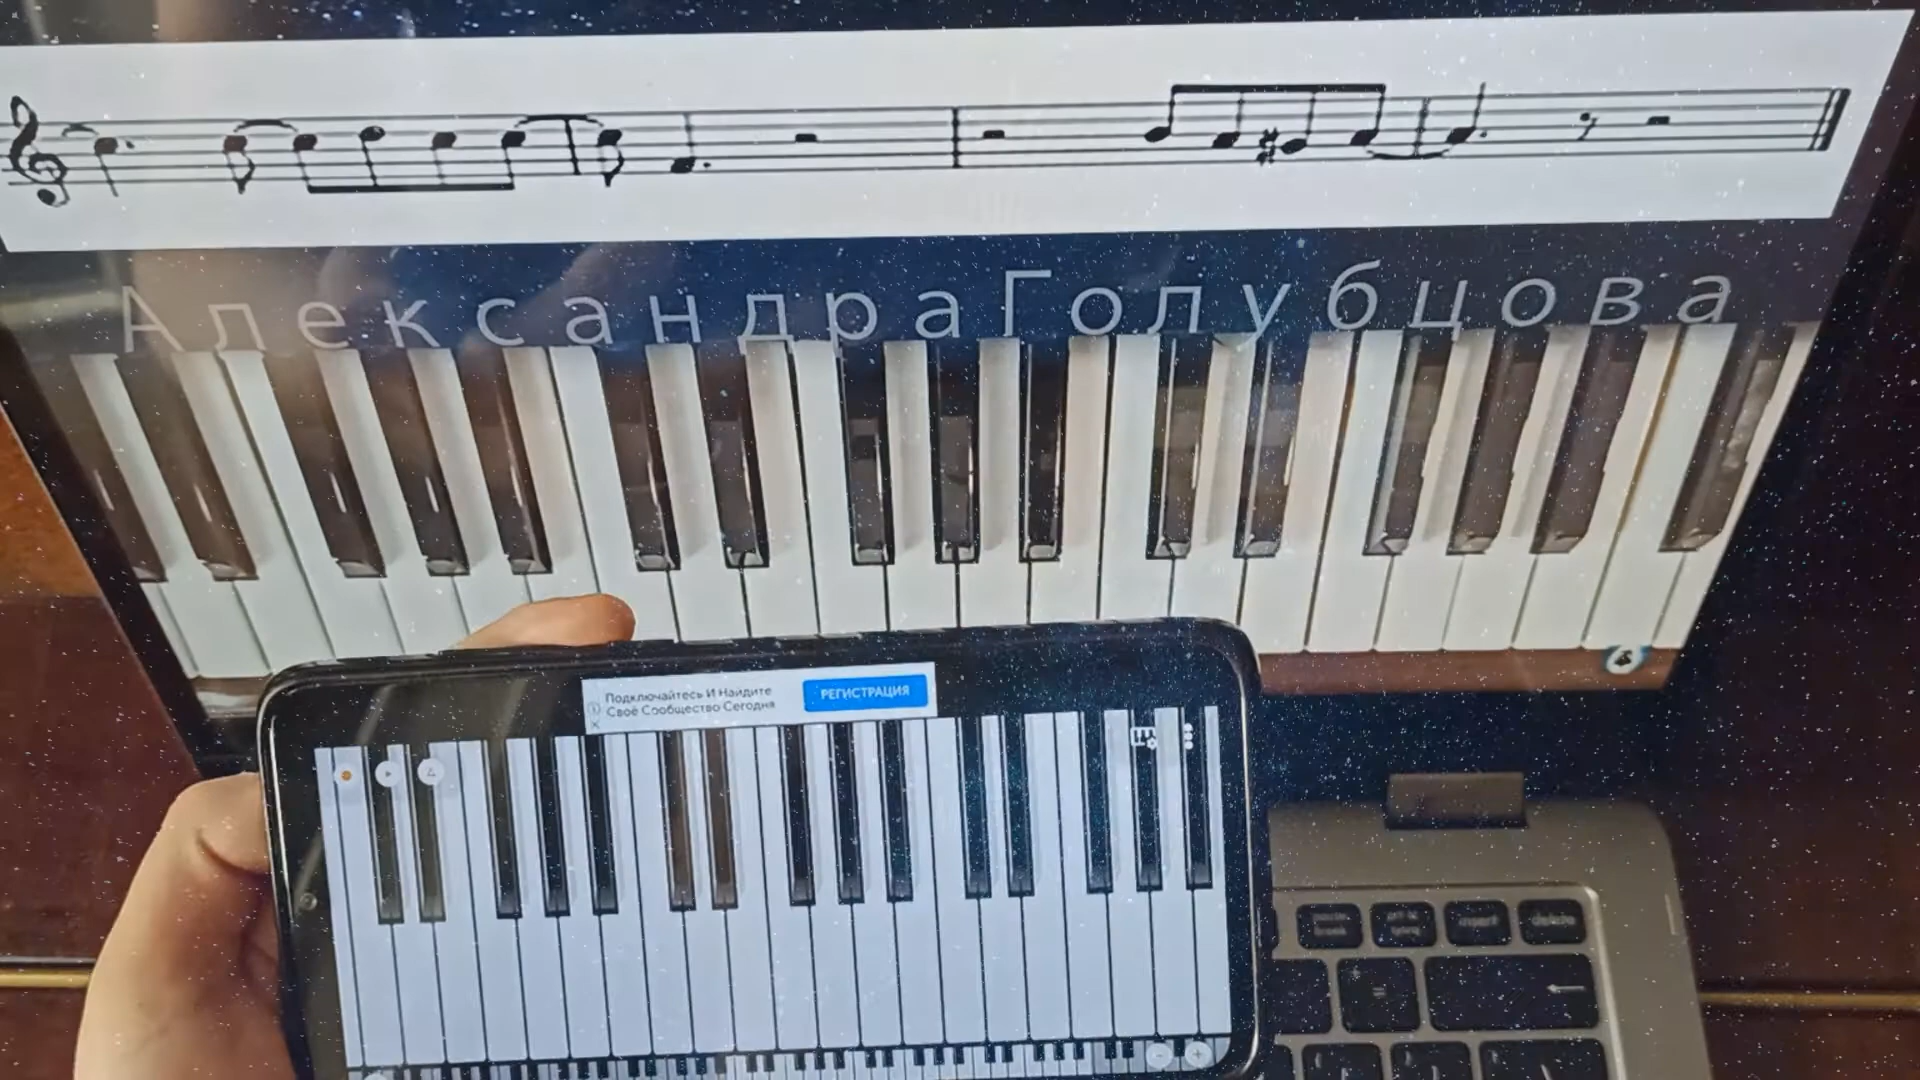 АлександраГолубцова
Подключайтесь И Найдите
Своё Сообщество Сегодня
РЕГИСТРАЦИЯ